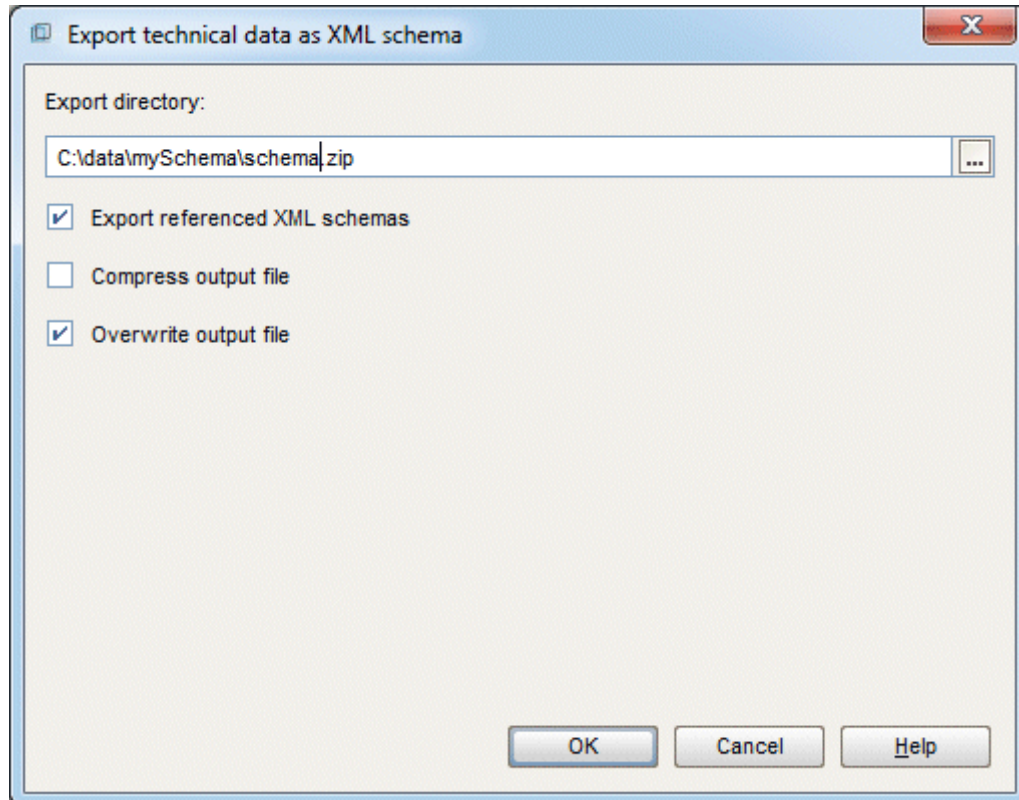 Export technical data as XML schema
Export directory:
C:\data\mySchema\schema.zip
...
Export referenced XML schemas
Compress output file
Overwrite output file
OK
Cancel
Help